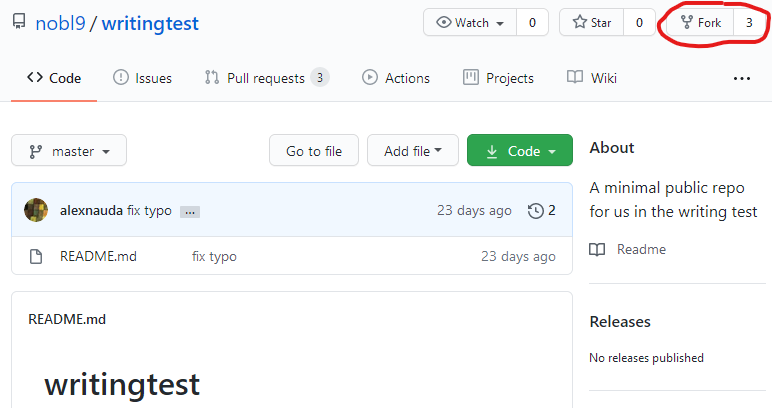 nobl9 / writingtest
Watch 0 Star 0 Fork 3
Code Issues Pull requests 3 Actions Projects Wiki ...
master Go to file Add file Code
alexnauda fix typo ... 23 days ago 2
README.md fix typo 23 days ago
README.md
writingtest
About
A minimal public repo
for us in the writing test
Readme
Releases
No releases published